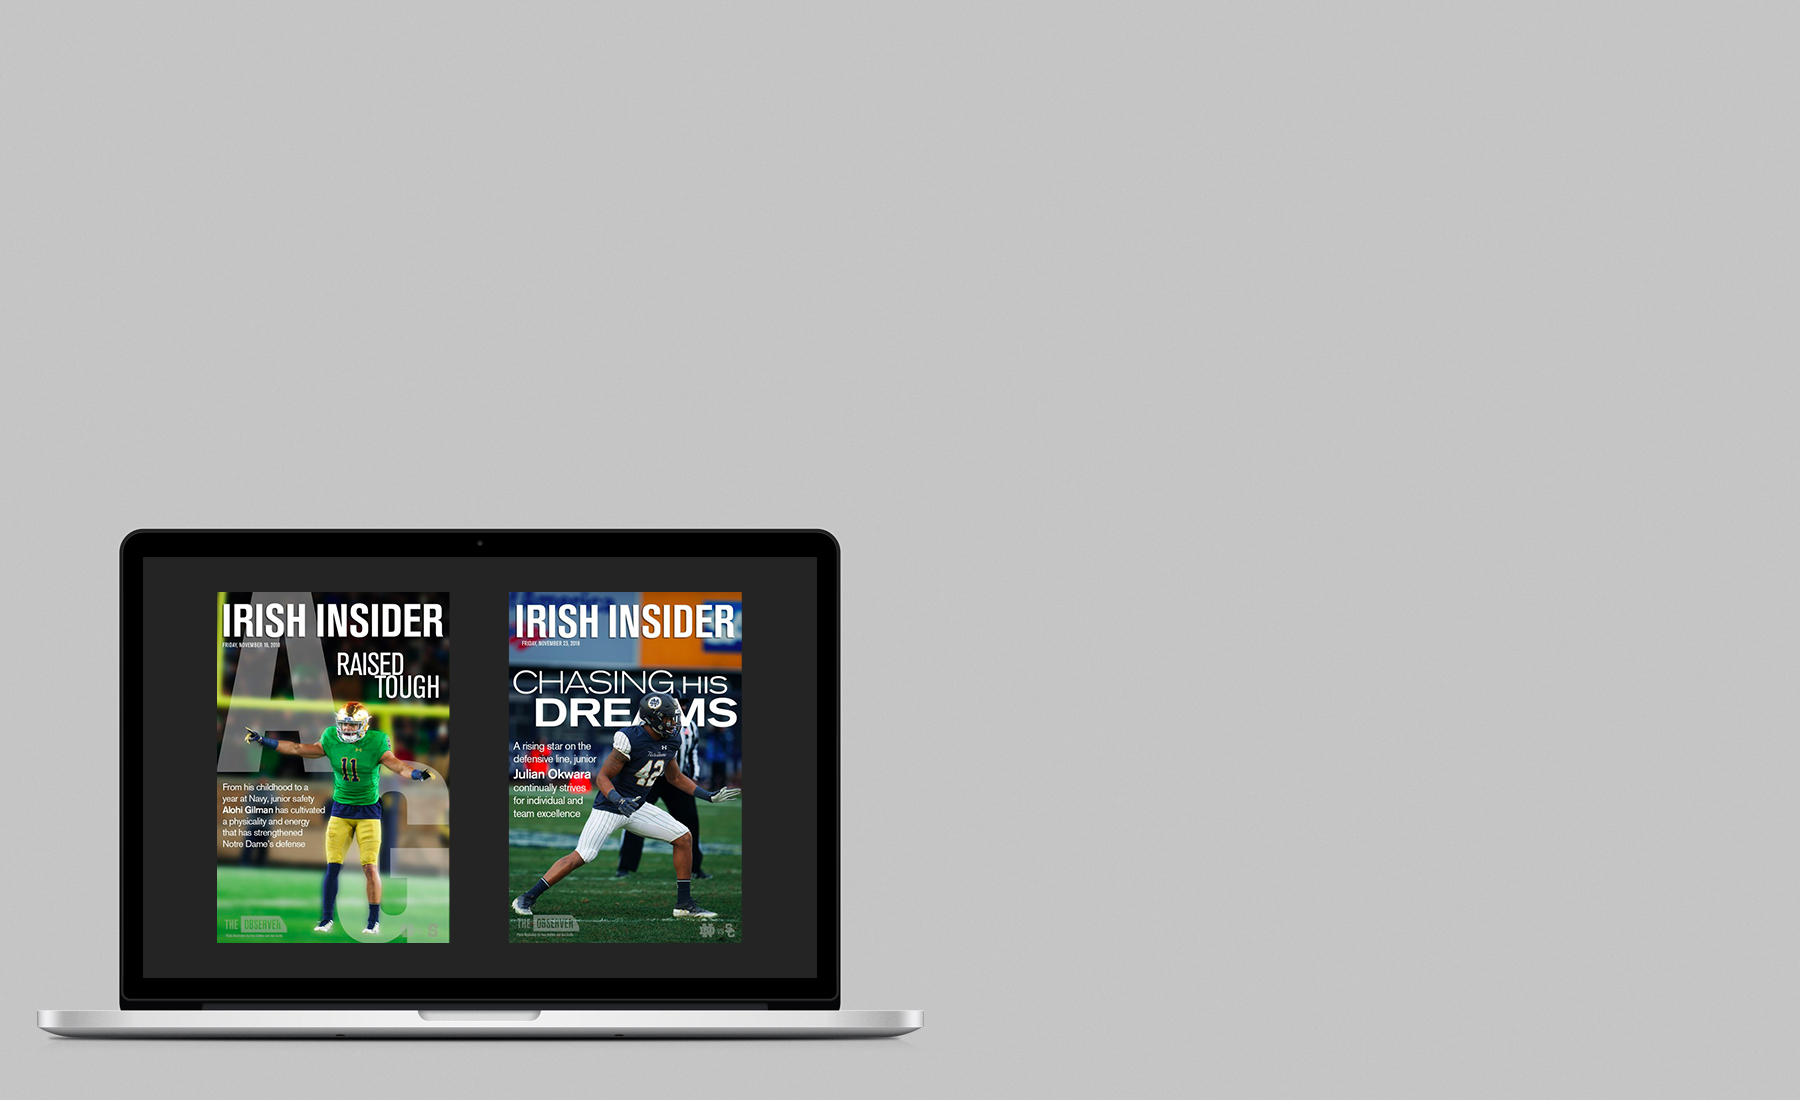 IRISH INSIDER
FRIDAY, NOVEMBER 16, 2018
RAISED
TOUGH
11
From his childhood to a
year at Navy, junior safety
Alohi Gilman has cultivated
a physicality and energy
that has strengthened
Notre Dame's defense
THE OBSERVER
IRISH INSIDER
FRIDAY, NOVEMBER 23, 2018
CHASING HIS
DREAMS
A rising star on the
defensive line, junior
Julian Okwara
continually strives
for individual and
team excellence
42
THE OBSERVER